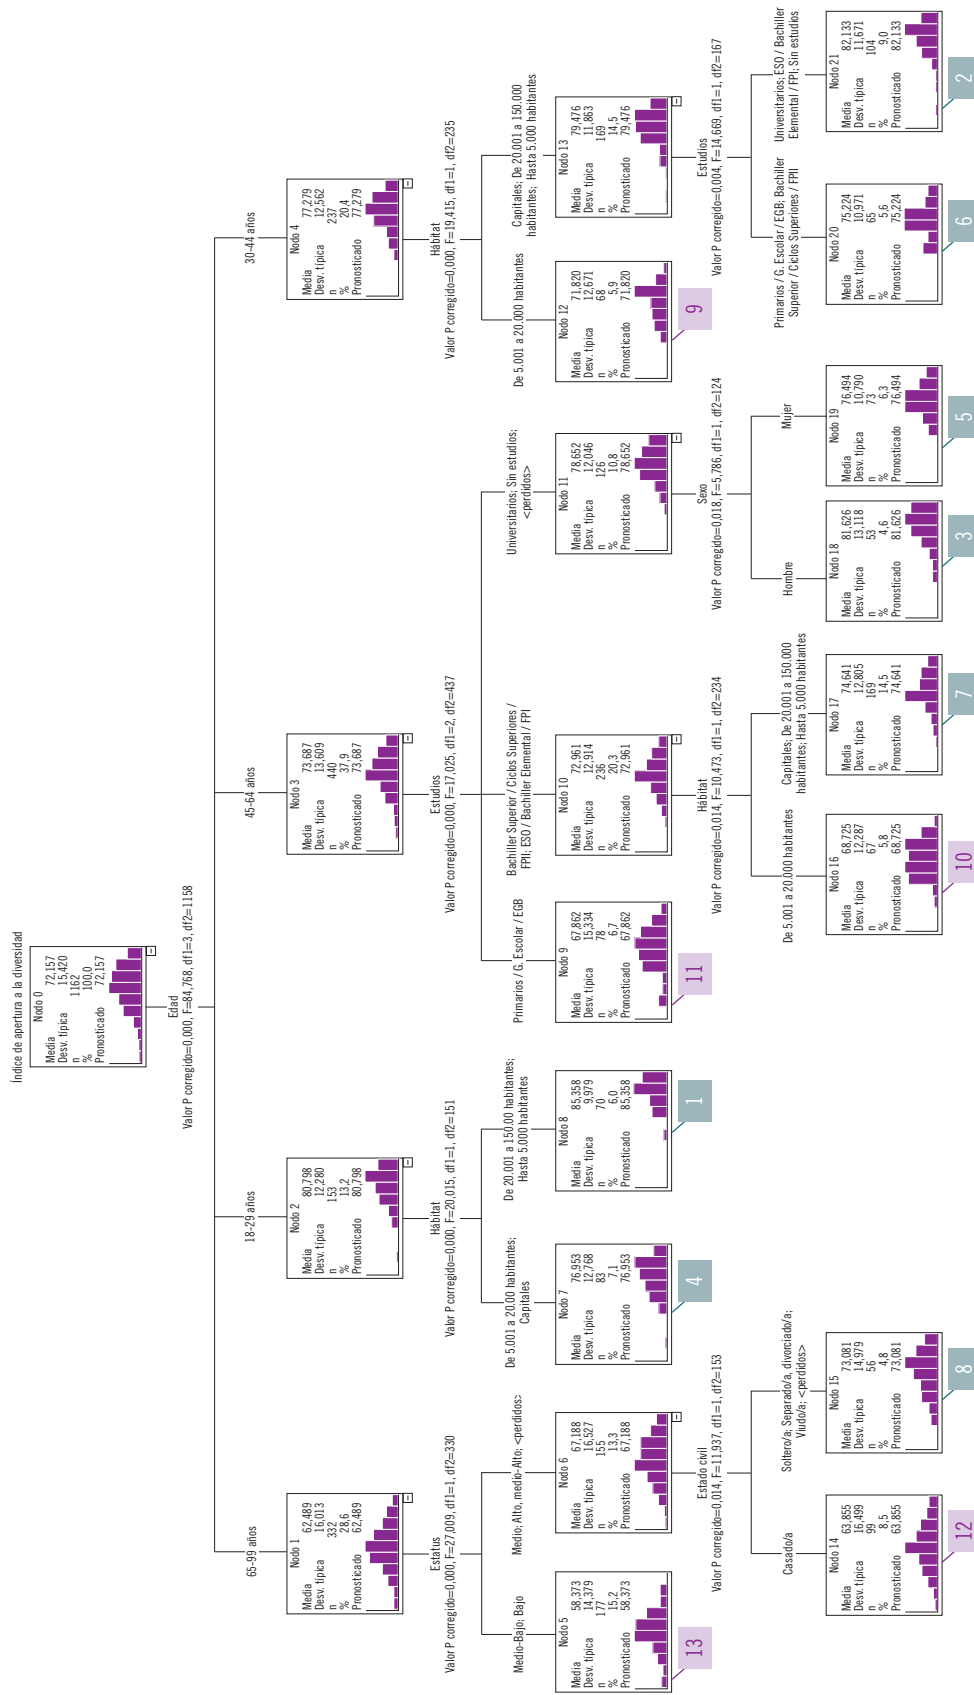 Índice de apertura a la diversidad
Nodo 0
Media 72,157
Desv. típica 15,420
n 1162
% 100,0
Pronosticado 72,157
Edad
Valor P corregido=0,000, F=84,768, df1=3, df2=1158
65-99 años
18-29 años
45-64 años
30-44 años
Nodo 1
Media 62,489
Desv. típica 16,013
n 332
% 28,6
Pronosticado 62,489
Nodo 2
Media 80,798
Desv. típica 12,280
n 153
% 13,2
Pronosticado 80,798
Nodo 3
Media 73,687
Desv. típica 13,609
n 440
% 37,9
Pronosticado 73,687
Nodo 4
Media 77,279
Desv. típica 12,562
n 237
% 20,4
Pronosticado 77,279
Estatus
Valor P corregido=0,000, F=27,009, df1=1, df2=330
Hábitat
Valor P corregido=0,000, F=20,015, df1=1, df2=151
Estudios
Valor P corregido=0,000, F=17,025, df1=2, df2=437
Hábitat
Valor P corregido=0,000, F=19,415, df1=1, df2=235
Medio-Bajo; Bajo
Medio; Alto, medio-Alto; <perdidos>
De 5.001 a 20.00 habitantes;
Capitales
De 20.001 a 150.00 habitantes;
Hasta 5.000 habitantes
Primarios / G. Escolar / EGB
Bachiller Superior / Ciclos Superiores /
FPII; ESO / Bachiller Elemental / FPI
Universitarios; Sin estudios;
<perdidos>
De 5.001 a 20.000 habitantes
Capitales; De 20.001 a 150.000
habitantes; Hasta 5.000 habitantes
Nodo 5
Media 58,373
Desv. típica 14,379
n 177
% 15,2
Pronosticado 58,373
Nodo 6
Media 67,188
Desv. típica 16,527
n 155
% 13,3
Pronosticado 67,188
Nodo 7
Media 76,953
Desv. típica 12,768
n 83
% 7,1
Pronosticado 76,953
Nodo 8
Media 85,358
Desv. típica 9,979
n 70
% 6,0
Pronosticado 85,358
Nodo 9
Media 67,862
Desv. típica 15,334
n 78
% 6,7
Pronosticado 67,862
Nodo 10
Media 72,961
Desv. típica 12,914
n 236
% 20,3
Pronosticado 72,961
Nodo 11
Media 78,652
Desv. típica 12,046
n 126
% 10,8
Pronosticado 78,652
Nodo 12
Media 71,820
Desv. típica 12,671
n 68
% 5,9
Pronosticado 71,820
Nodo 13
Media 79,476
Desv. típica 11,863
n 169
% 14,5
Pronosticado 79,476
13
4
1
11
9
Estado civil
Valor P corregido=0,014, F=11,937, df1=1, df2=153
Hábitat
Valor P corregido=0,014, F=10,473, df1=1, df2=234
Sexo
Valor P corregido=0,018, F=5,786, df1=1, df2=124
Estudios
Valor P corregido=0,004, F=14,669, df1=1, df2=167
Casado/a
Soltero/a; Separado/a, divorciado/a;
Viudo/a; <perdidos>
De 5.001 a 20.000 habitantes
Capitales; De 20.001 a 150.000
habitantes; Hasta 5.000 habitantes
Hombre
Mujer
Primarios / G. Escolar / EGB; Bachiller
Superior / Ciclos Superiores / FPII
Universitarios; ESO / Bachiller
Elemental / FPI; Sin estudios
Nodo 14
Media 63,855
Desv. típica 16,499
n 99
% 8,5
Pronosticado 63,855
Nodo 15
Media 73,081
Desv. típica 14,979
n 56
% 4,8
Pronosticado 73,081
Nodo 16
Media 68,725
Desv. típica 12,287
n 67
% 5,8
Pronosticado 68,725
Nodo 17
Media 74,641
Desv. típica 12,805
n 169
% 14,5
Pronosticado 74,641
Nodo 18
Media 81,626
Desv. típica 13,118
n 53
% 4,6
Pronosticado 81,626
Nodo 19
Media 76,494
Desv. típica 10,790
n 73
% 6,3
Pronosticado 76,494
Nodo 20
Media 75,224
Desv. típica 10,971
n 65
% 5,6
Pronosticado 75,224
Nodo 21
Media 82,133
Desv. típica 11,671
n 104
% 9,0
Pronosticado 82,133
12
8
10
7
3
5
6
2